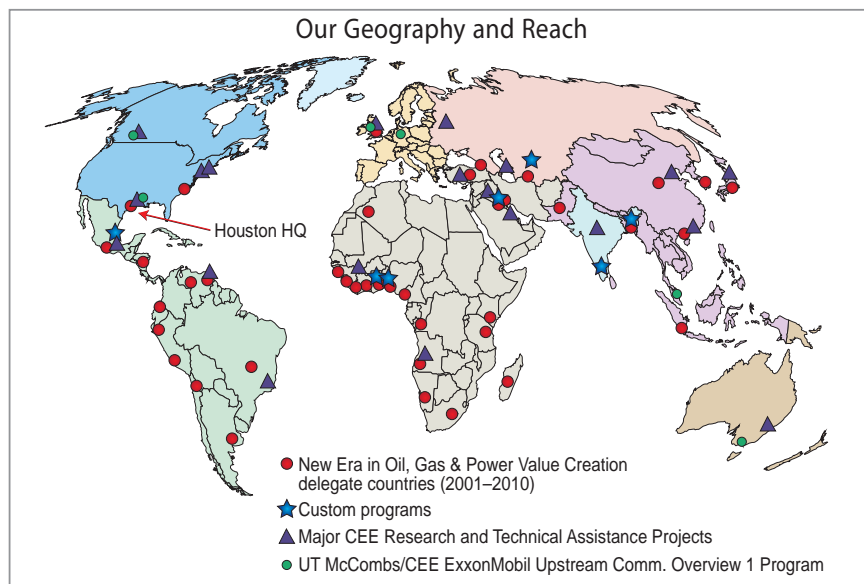 Our Geography and Reach
Houston HQ
New Era in Oil, Gas & Power Value Creation
delegate countries (2001–2010)
Custom programs
Major CEE Research and Technical Assistance Projects
UT McCombs/CEE ExxonMobil Upstream Comm. Overview 1 Program